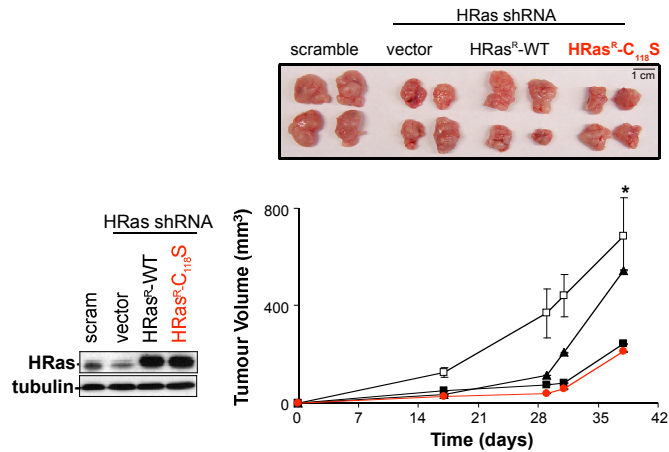 HRas shRNA
scramble vector HRasᴿ-WT HRasᴿ-C₁₁₈S
1 cm
HRas shRNA
scram
vector
HRasᴿ-WT
HRasᴿ-C₁₁₈S
HRas
tubulin
*
Tumour Volume (mm³)
800
400
0
0 7 14 21 28 35 42
Time (days)